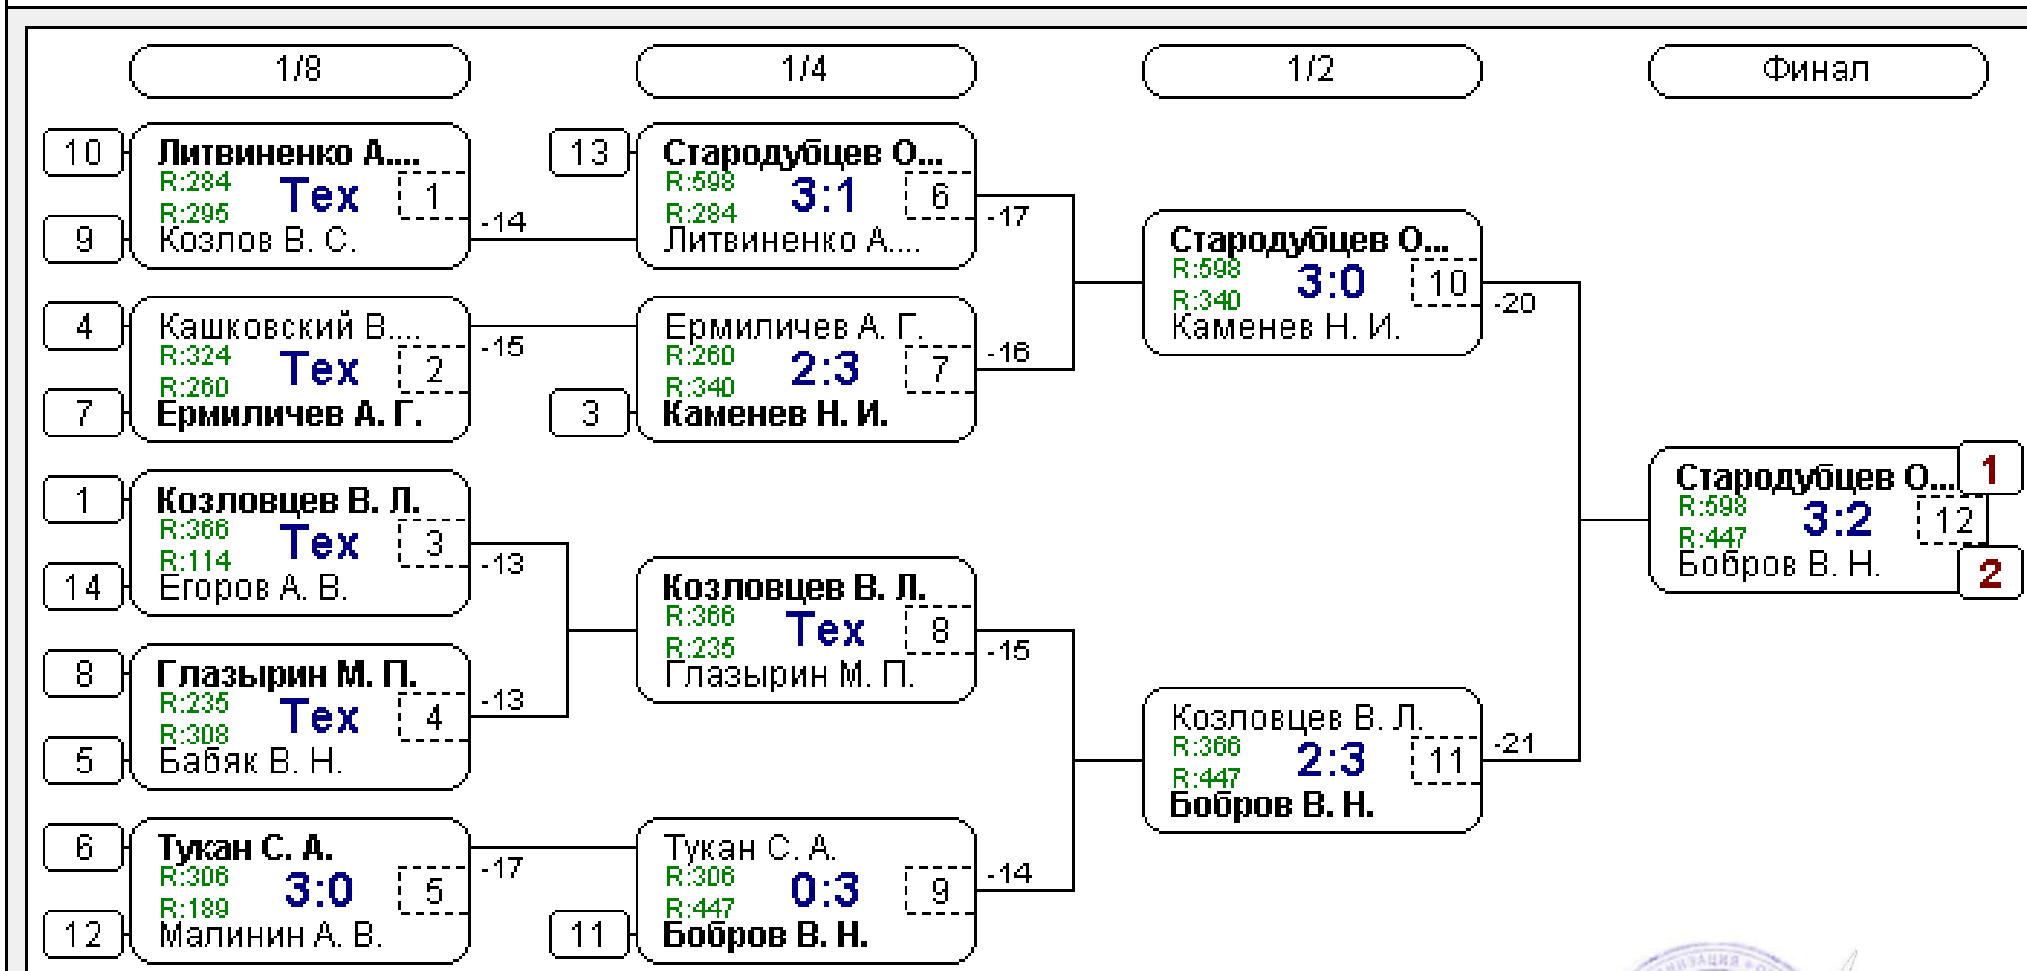 1/8
1/4
1/2
Финал
10
Литвиненко А....
R:284
Тех
1
R:295
9
Козлов В. С.
-14
13
Стародубцев О...
R:598
3:1
6
R:284
Литвиненко А....
-17
4
Кашковский В....
R:324
Тех
2
R:260
7
Ермиличев А. Г.
-15
Ермиличев А. Г.
R:260
2:3
7
R:340
3
Каменев Н. И.
-16
Стародубцев О...
R:598
3:0
10
R:340
Каменев Н. И.
-20
1
Козловцев В. Л.
R:366
Тех
3
R:114
14
Егоров А. В.
-13
8
Глазырин М. П.
R:235
Тех
4
R:308
5
Бабяк В. Н.
-13
Козловцев В. Л.
R:366
Тех
8
R:235
Глазырин М. П.
-15
6
Тукан С. А.
R:306
3:0
5
R:189
12
Малинин А. В.
-17
Тукан С. А.
R:306
0:3
9
R:447
11
Бобров В. Н.
-14
Козловцев В. Л.
R:366
2:3
11
R:447
Бобров В. Н.
-21
Стародубцев О...
1
R:598
3:2
12
R:447
Бобров В. Н.
2